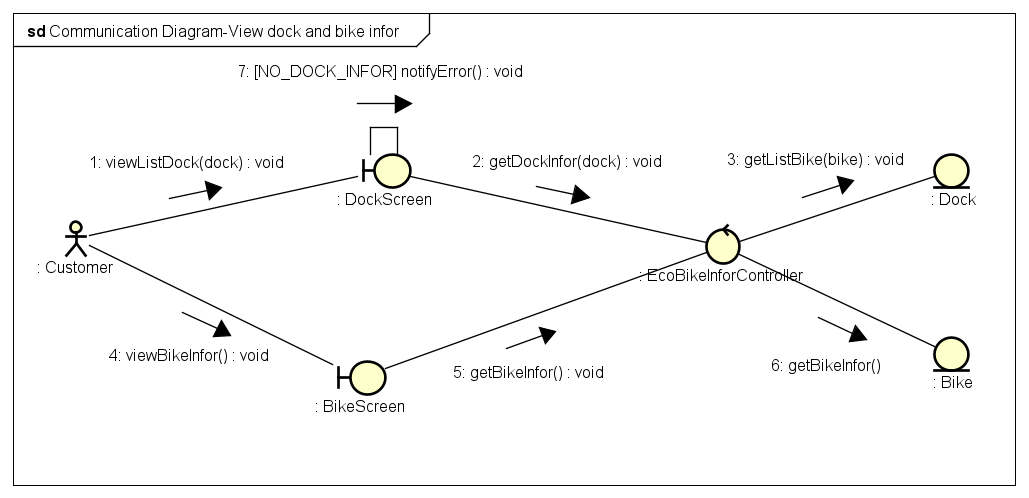 sd Communication Diagram-View dock and bike infor
7: [NO_DOCK_INFOR] notifyError() : void
1: viewListDock(dock) : void
2: getDockInfor(dock) : void
3: getListBike(bike) : void
: DockScreen
: Dock
: Customer
: EcoBikeInforController
4: viewBikeInfor() : void
5: getBikeInfor() : void
6: getBikeInfor()
: BikeScreen
: Bike